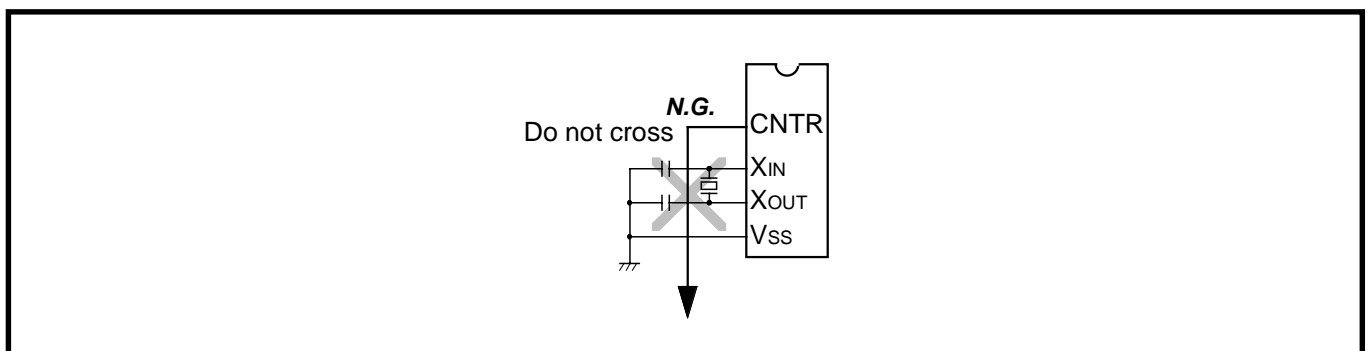 N.G.
Do not cross
CNTR
XIN
XOUT
VSS